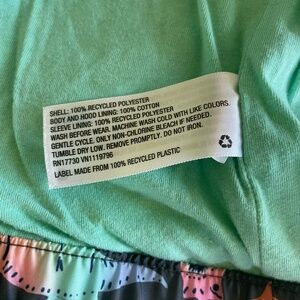 SHELL: 100% RECYCLED POLYESTER
BODY AND HOOD LINING: 100% COTTON
SLEEVE LINING: 100% RECYCLED POLYESTER
WASH BEFORE WEAR. MACHINE WASH COLD WITH LIKE COLORS.
GENTLE CYCLE. ONLY NON-CHLORINE BLEACH IF NEEDED.
TUMBLE DRY LOW. REMOVE PROMPTLY. DO NOT IRON.
RN17730 VN1119796
LABEL MADE FROM 100% RECYCLED PLASTIC